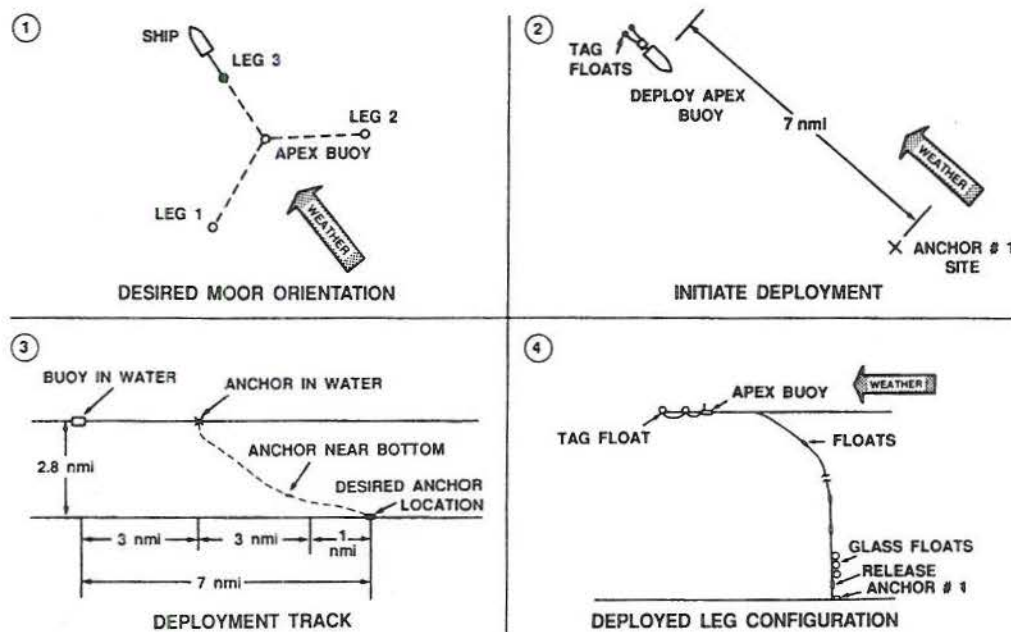 1
SHIP
LEG 3
LEG 2
APEX BUOY
LEG 1
WEATHER
DESIRED MOOR ORIENTATION
2
TAG
FLOATS
DEPLOY APEX
BUOY
7 nmi
WEATHER
ANCHOR # 1
SITE
INITIATE DEPLOYMENT
3
BUOY IN WATER
ANCHOR IN WATER
2.8 nmi
ANCHOR NEAR BOTTOM
DESIRED ANCHOR
LOCATION
3 nmi
3 nmi
1
nmi
7 nmi
DEPLOYMENT TRACK
4
WEATHER
APEX BUOY
TAG FLOAT
FLOATS
GLASS FLOATS
RELEASE
ANCHOR # 1
DEPLOYED LEG CONFIGURATION